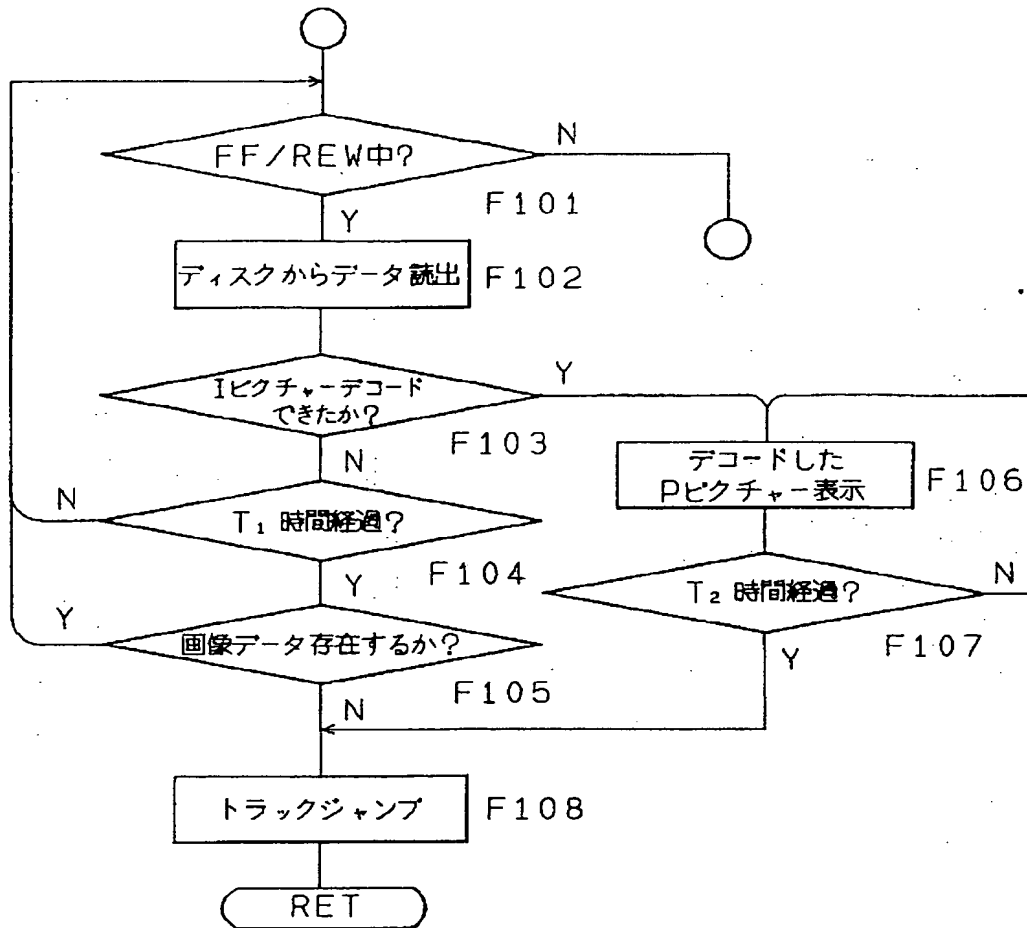 FF/REW中?
N
F101
Y
ディスクからデータ読出
F102
Iピクチャーデコード
できたか?
Y
F103
N
デコードした
Pピクチャー表示
F106
N
T₁ 時間経過?
F104
Y
T₂ 時間経過?
N
F107
Y
Y
画像データ存在するか?
F105
N
トラックジャンプ
F108
RET